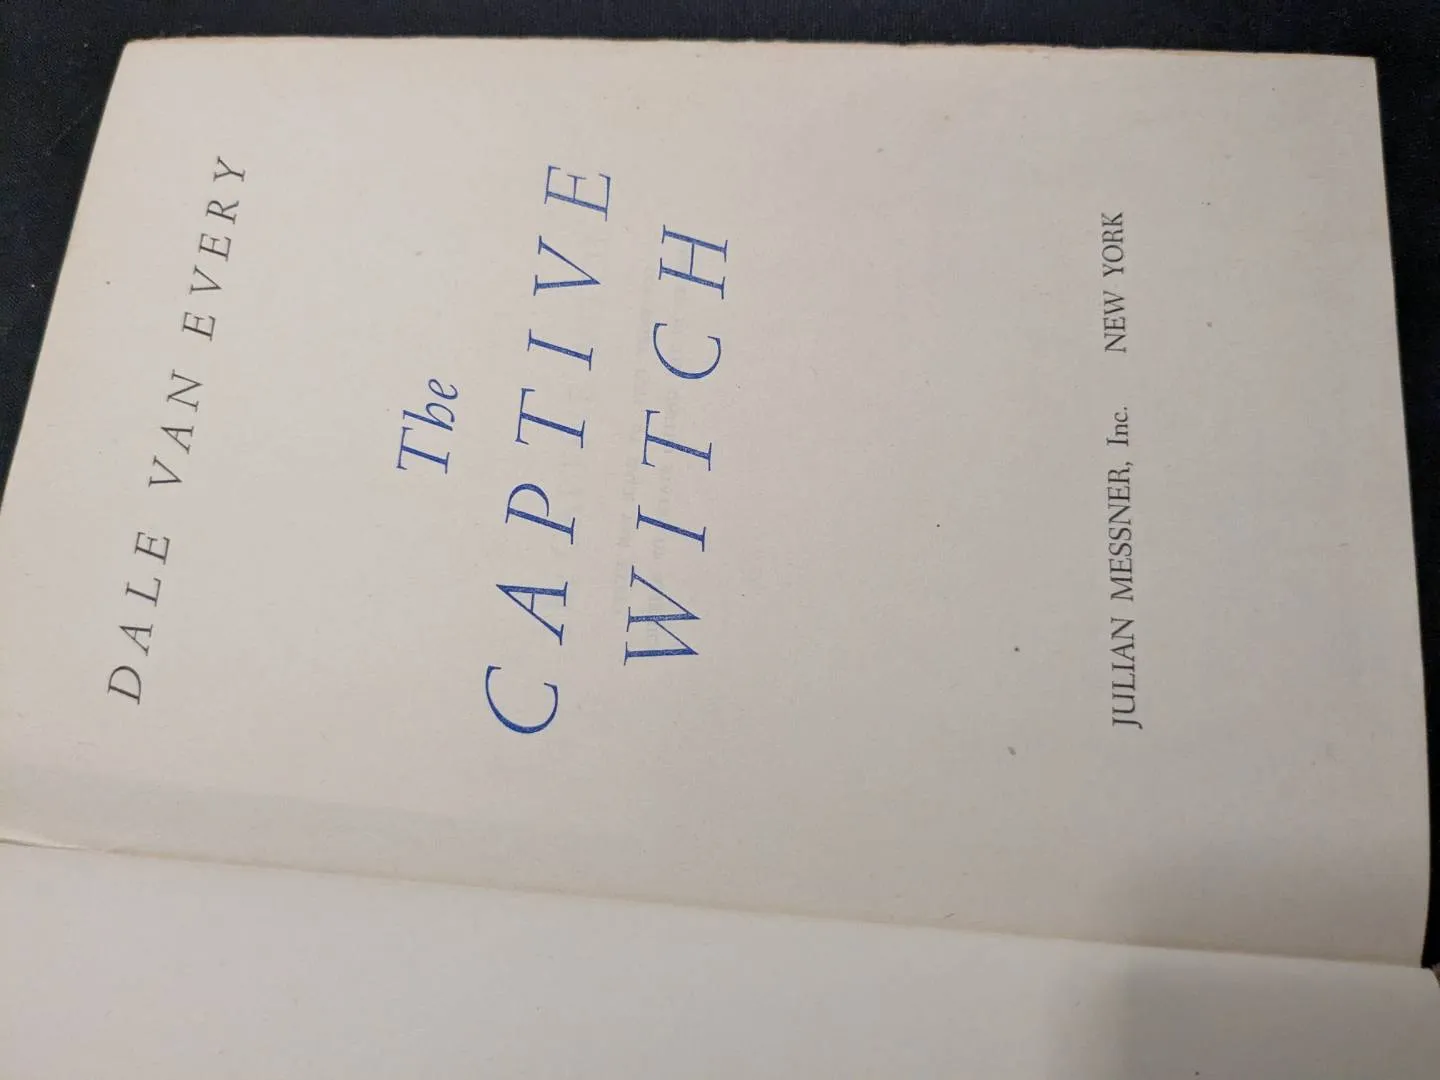 DALE VAN EVERY
The
CAPTIVE
WITCH
JULIAN MESSNER, Inc. NEW YORK